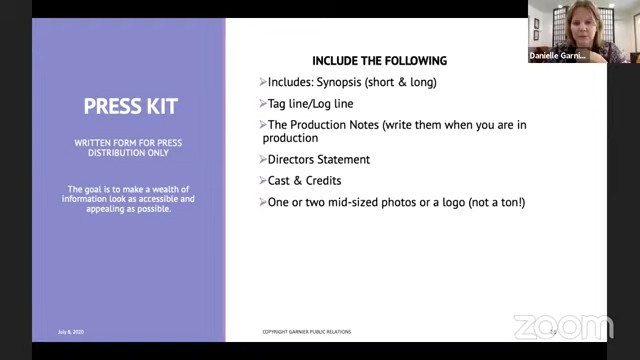 PRESS KIT
WRITTEN FORM FOR PRESS
DISTRIBUTION ONLY
The goal is to make a wealth of
information look as accessible and
appealing as possible.
July 8, 2020
INCLUDE THE FOLLOWING
Includes: Synopsis (short & long)
Tag line/Log line
The Production Notes (write them when you are in
production
Directors Statement
Cast & Credits
One or two mid-sized photos or a logo (not a ton!)
COPYRIGHT GARNIER PUBLIC RELATIONS
Danielle Garni...
zoom